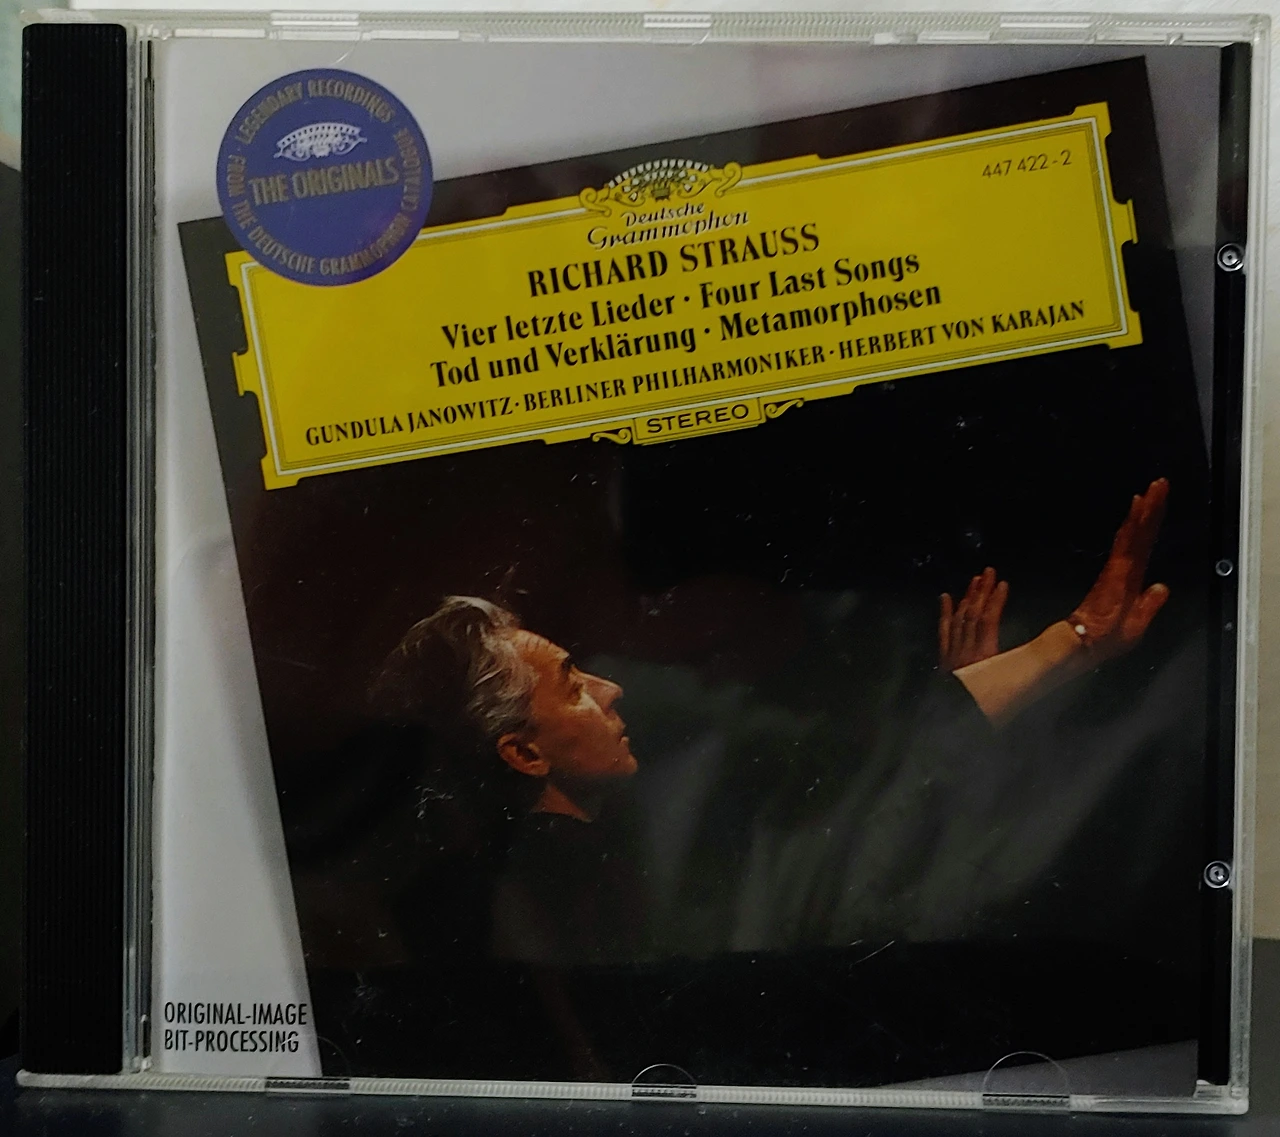 LEGENDARY RECORDINGS
FROM THE DEUTSCHE GRAMMOPHON CATALOGUE
THE ORIGINALS
447 422-2
Deutsche
Grammophon
RICHARD STRAUSS
Vier letzte Lieder · Four Last Songs
Tod und Verklärung · Metamorphosen
GUNDULA JANOWITZ · BERLINER PHILHARMONIKER · HERBERT VON KARAJAN
STEREO
ORIGINAL-IMAGE
BIT-PROCESSING